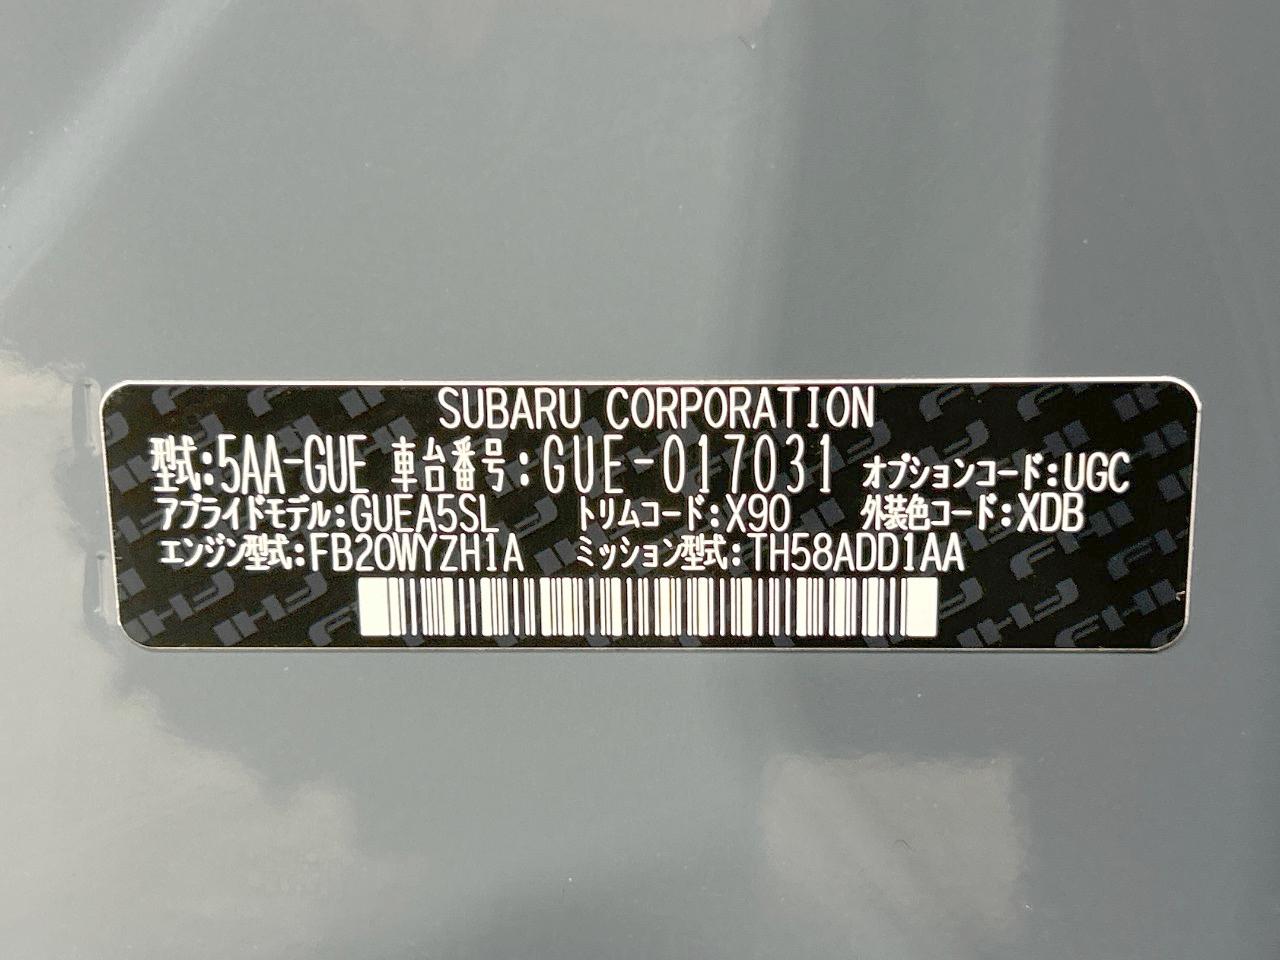 SUBARU CORPORATION
型式:5AA-GUE 車台番号:GUE-017031 オプションコード:UGC
アプライドモデル:GUEA5SL トリムコード:X90 外装色コード:XDB
エンジン型式:FB20WYZH1A ミッション型式:TH58ADD1AA